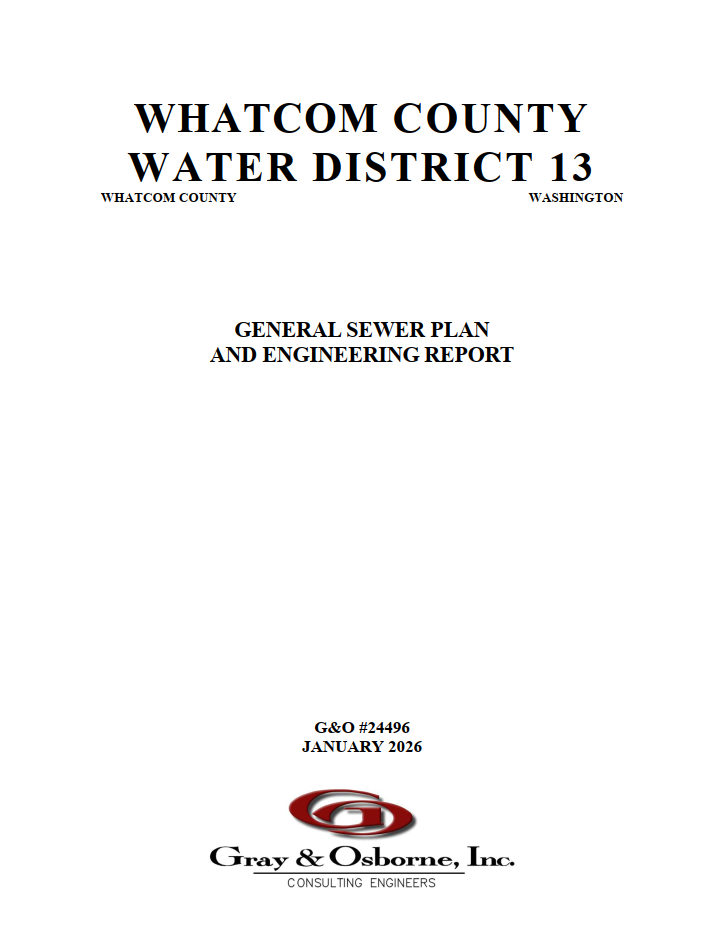 WHATCOM COUNTY
WATER DISTRICT 13
WHATCOM COUNTY WASHINGTON
GENERAL SEWER PLAN
AND ENGINEERING REPORT
G&O #24496
JANUARY 2026
Gray & Osborne, Inc.
CONSULTING ENGINEERS